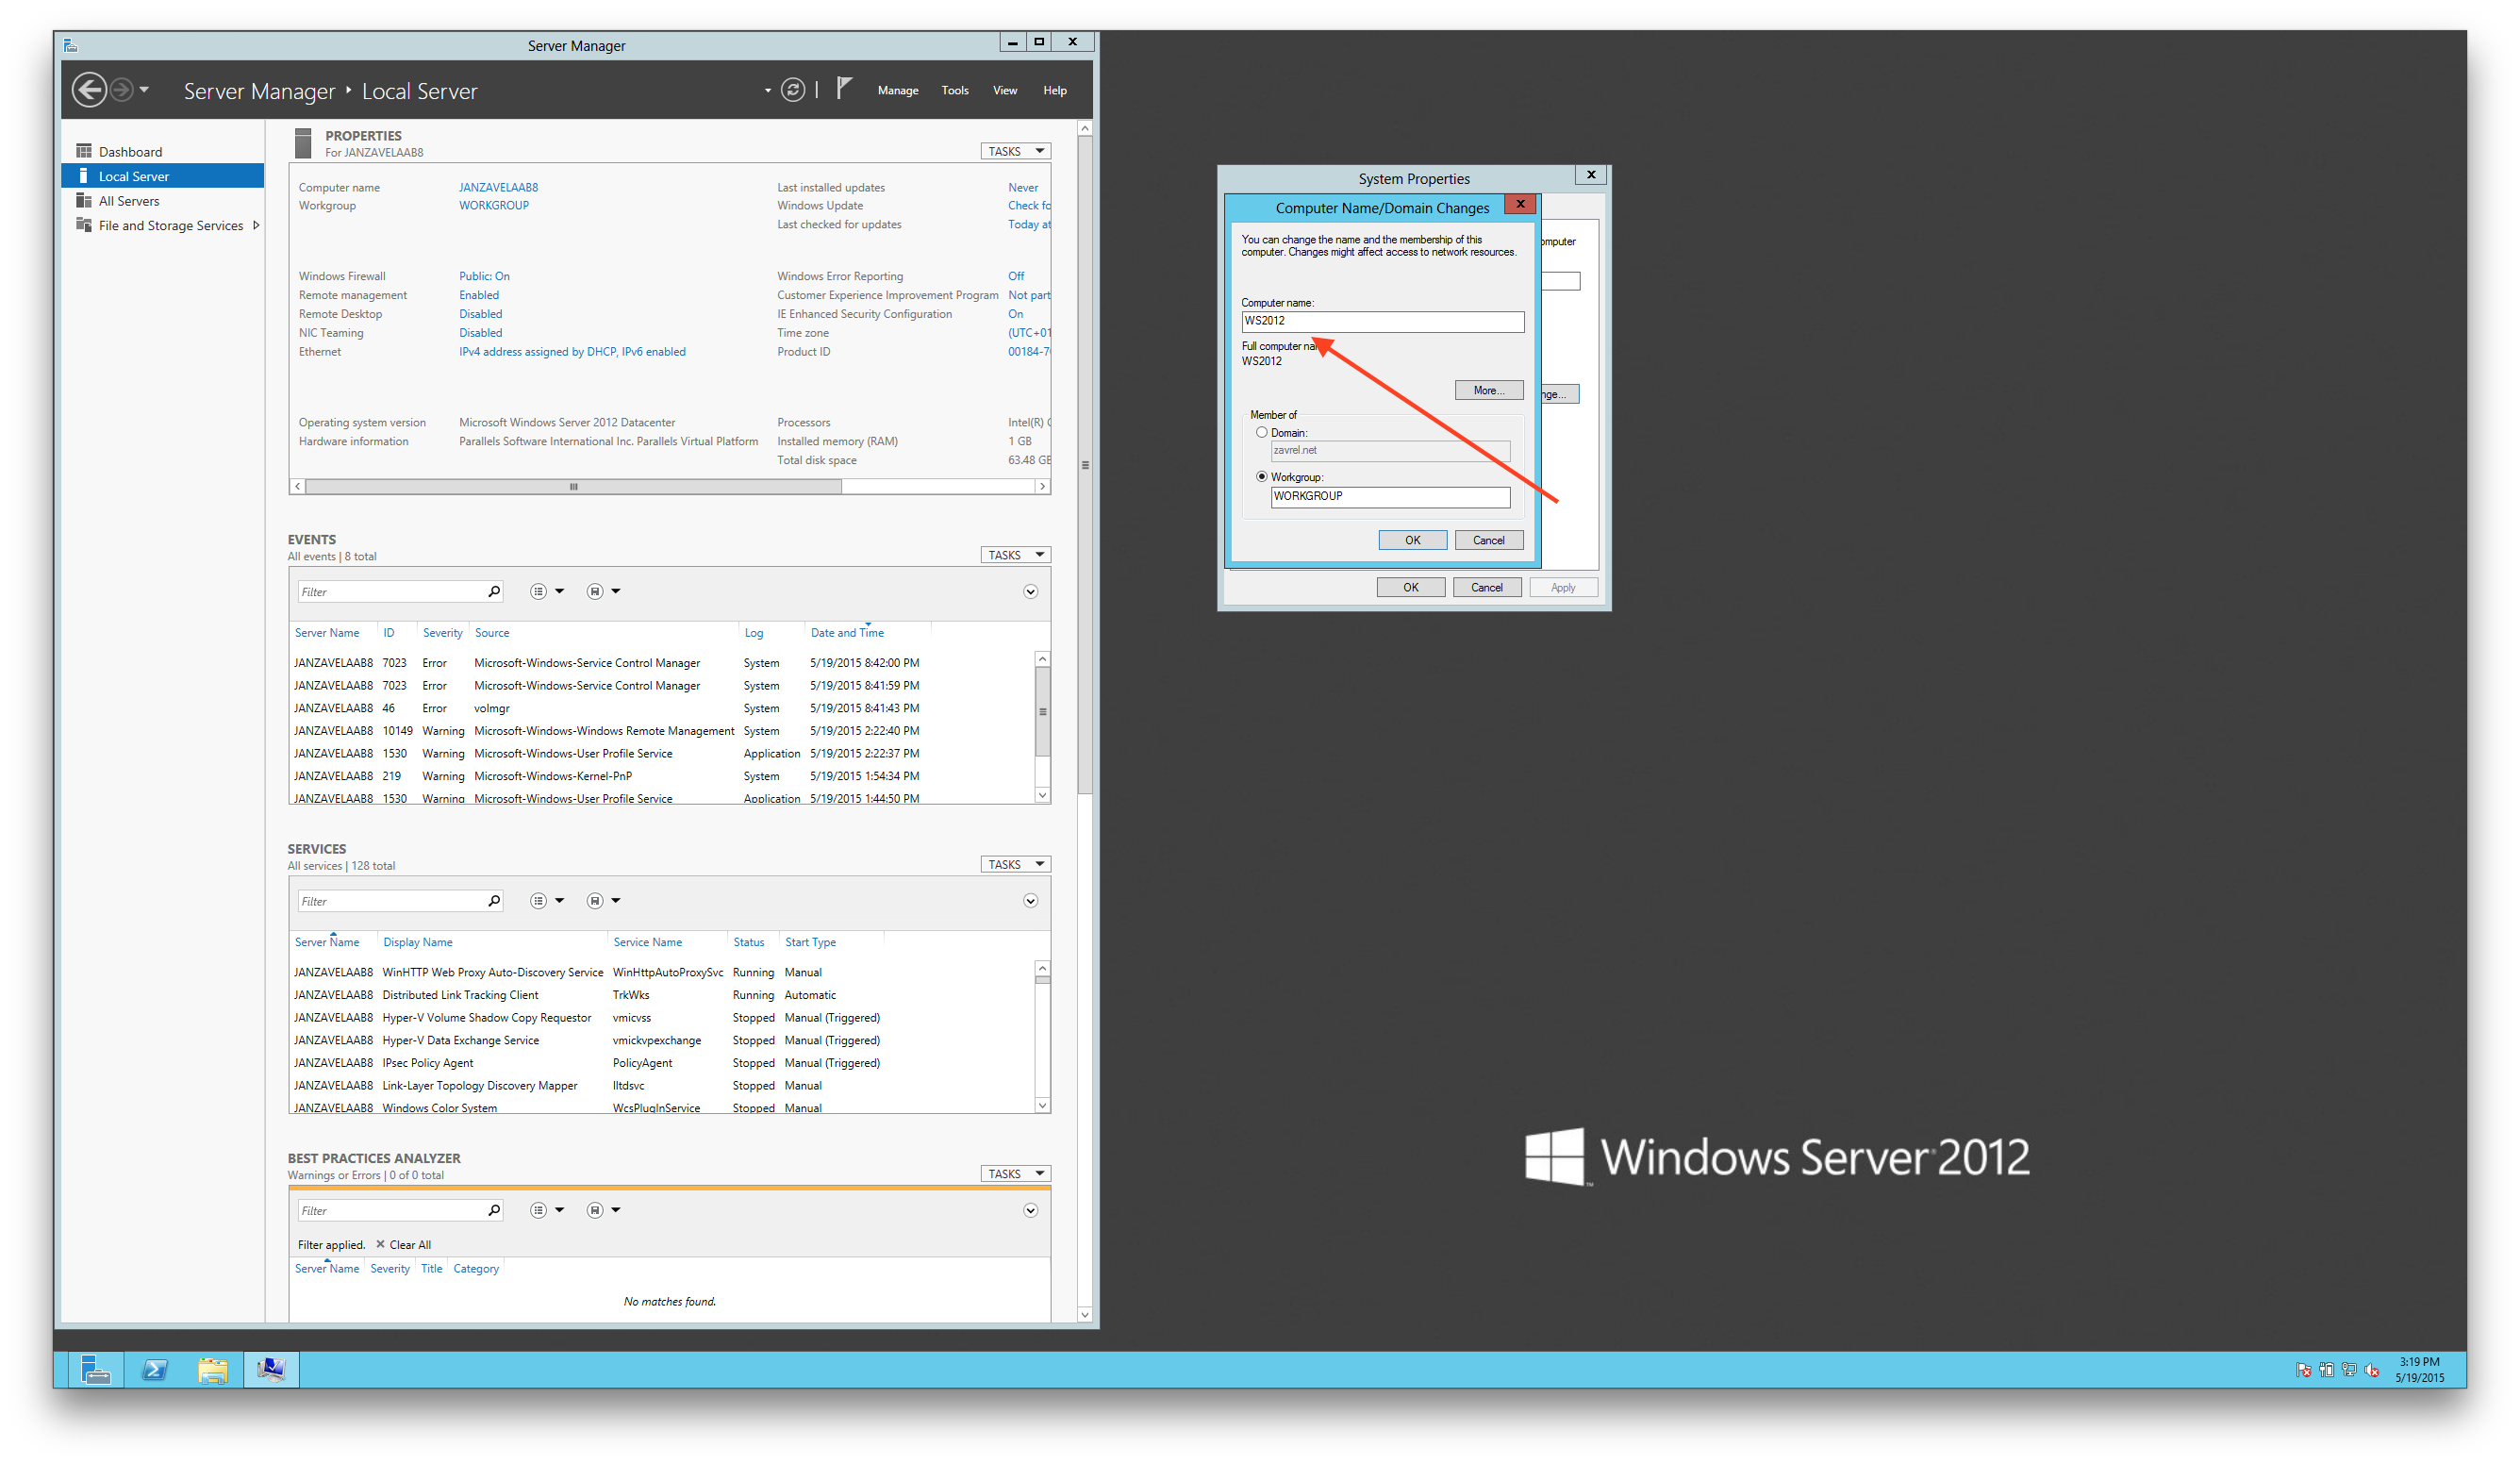 Server Manager
Server Manager ‣ Local Server
Manage Tools View Help
Dashboard
Local Server
All Servers
File and Storage Services
PROPERTIES
For JANZAVELAAB8
TASKS
Computer name JANZAVELAAB8 Last installed updates Never
Workgroup WORKGROUP Windows Update Check fo
Last checked for updates Today at
Windows Firewall Public: On Windows Error Reporting Off
Remote management Enabled Customer Experience Improvement Program Not part
Remote Desktop Disabled IE Enhanced Security Configuration On
NIC Teaming Disabled Time zone (UTC+01
Ethernet IPv4 address assigned by DHCP, IPv6 enabled Product ID 00184-7
Operating system version Microsoft Windows Server 2012 Datacenter Processors Intel(R)
Hardware information Parallels Software International Inc. Parallels Virtual Platform Installed memory (RAM) 1 GB
Total disk space 63.48 GB
EVENTS
All events | 8 total
TASKS
Filter
Server Name ID Severity Source Log Date and Time
JANZAVELAAB8 7023 Error Microsoft-Windows-Service Control Manager System 5/19/2015 8:42:00 PM
JANZAVELAAB8 7023 Error Microsoft-Windows-Service Control Manager System 5/19/2015 8:41:59 PM
JANZAVELAAB8 46 Error volmgr System 5/19/2015 8:41:43 PM
JANZAVELAAB8 10149 Warning Microsoft-Windows-Windows Remote Management System 5/19/2015 2:22:40 PM
JANZAVELAAB8 1530 Warning Microsoft-Windows-User Profile Service Application 5/19/2015 2:22:37 PM
JANZAVELAAB8 219 Warning Microsoft-Windows-Kernel-PnP System 5/19/2015 1:54:34 PM
JANZAVELAAB8 1530 Warning Microsoft-Windows-User Profile Service Application 5/19/2015 1:44:50 PM
SERVICES
All services | 128 total
TASKS
Filter
Server Name Display Name Service Name Status Start Type
JANZAVELAAB8 WinHTTP Web Proxy Auto-Discovery Service WinHttpAutoProxySvc Running Manual
JANZAVELAAB8 Distributed Link Tracking Client TrkWks Running Automatic
JANZAVELAAB8 Hyper-V Volume Shadow Copy Requestor vmicvss Stopped Manual (Triggered)
JANZAVELAAB8 Hyper-V Data Exchange Service vmickvpexchange Stopped Manual (Triggered)
JANZAVELAAB8 IPsec Policy Agent PolicyAgent Stopped Manual (Triggered)
JANZAVELAAB8 Link-Layer Topology Discovery Mapper lltdsvc Stopped Manual
JANZAVELAAB8 Windows Color System WcsPlugInService Stopped Manual
BEST PRACTICES ANALYZER
Warnings or Errors | 0 of 0 total
TASKS
Filter
Filter applied. Clear All
Server Name Severity Title Category
No matches found.
System Properties
Computer Name/Domain Changes
You can change the name and the membership of this
computer. Changes might affect access to network resources.
omputer
Computer name:
WS2012
Full computer na
WS2012
More...
nge...
Member of
Domain:
zavrel.net
Workgroup:
WORKGROUP
OK Cancel
OK Cancel Apply
Windows Server 2012
3:19 PM
5/19/2015